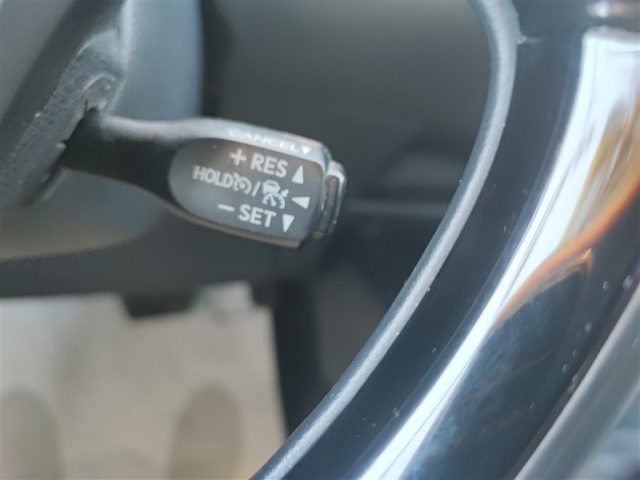 CANCEL
+ RES
HOLD /
− SET